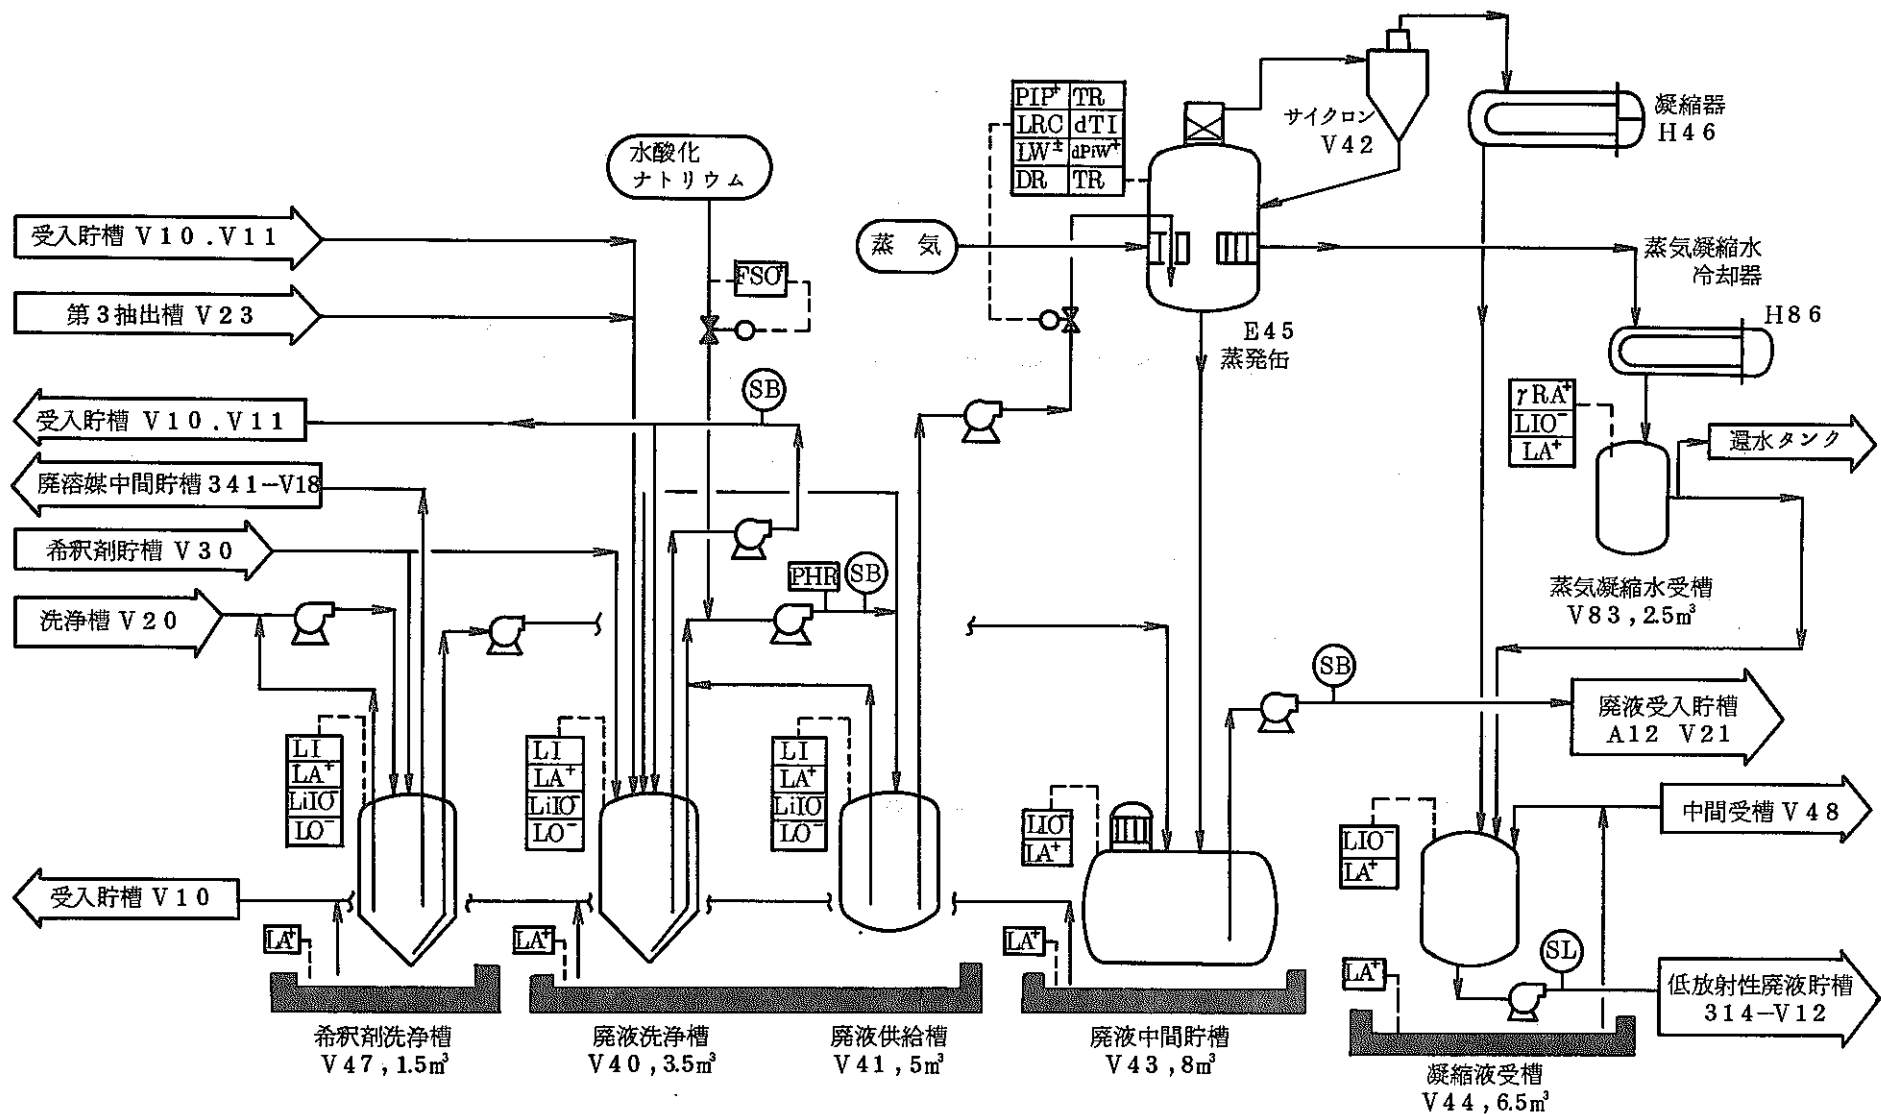 PIP⁺ TR
LRC dTI
LW± dPiW⁺
DR TR
サイクロン
V42
凝縮器
H46
水酸化
ナトリウム
受入貯槽 V10.V11
蒸気
蒸気凝縮水
冷却器
H86
FSO⁺
第3抽出槽 V23
E45
蒸発缶
SB
γRA⁺
LIO⁻
LA⁺
還水タンク
受入貯槽 V10.V11
廃溶媒中間貯槽 341-V18
希釈剤貯槽 V30
PHR
SB
蒸気凝縮水受槽
V83,2.5m³
洗浄槽 V20
SB
廃液受入貯槽
A12 V21
LI
LA⁺
LiIO⁻
LO⁻
LI
LA⁺
LiIO⁻
LO⁻
LI
LA⁺
LiIO⁻
LO⁻
LIO⁻
LA⁺
LIO⁻
LA⁺
中間受槽 V48
受入貯槽 V10
LA⁺
LA⁺
LA⁺
LA⁺
SL
低放射性廃液貯槽
314-V12
希釈剤洗浄槽
V47,1.5m³
廃液洗浄槽
V40,3.5m³
廃液供給槽
V41,5m³
廃液中間貯槽
V43,8m³
凝縮液受槽
V44,6.5m³